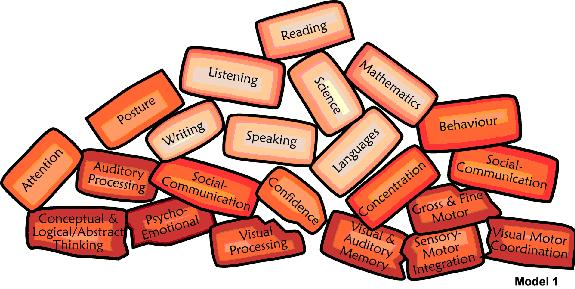 Reading
Listening
Science
Mathematics
Posture
Writing
Speaking
Languages
Behaviour
Attention
Auditory
Processing
Social-
Communication
Confidence
Concentration
Social-
Communication
Conceptual &
Logical/Abstract
Thinking
Psycho-
Emotional
Visual
Processing
Visual &
Auditory
Memory
Gross & Fine
Motor
Sensory-
Motor
Integration
Visual Motor
Coordination
Model 1